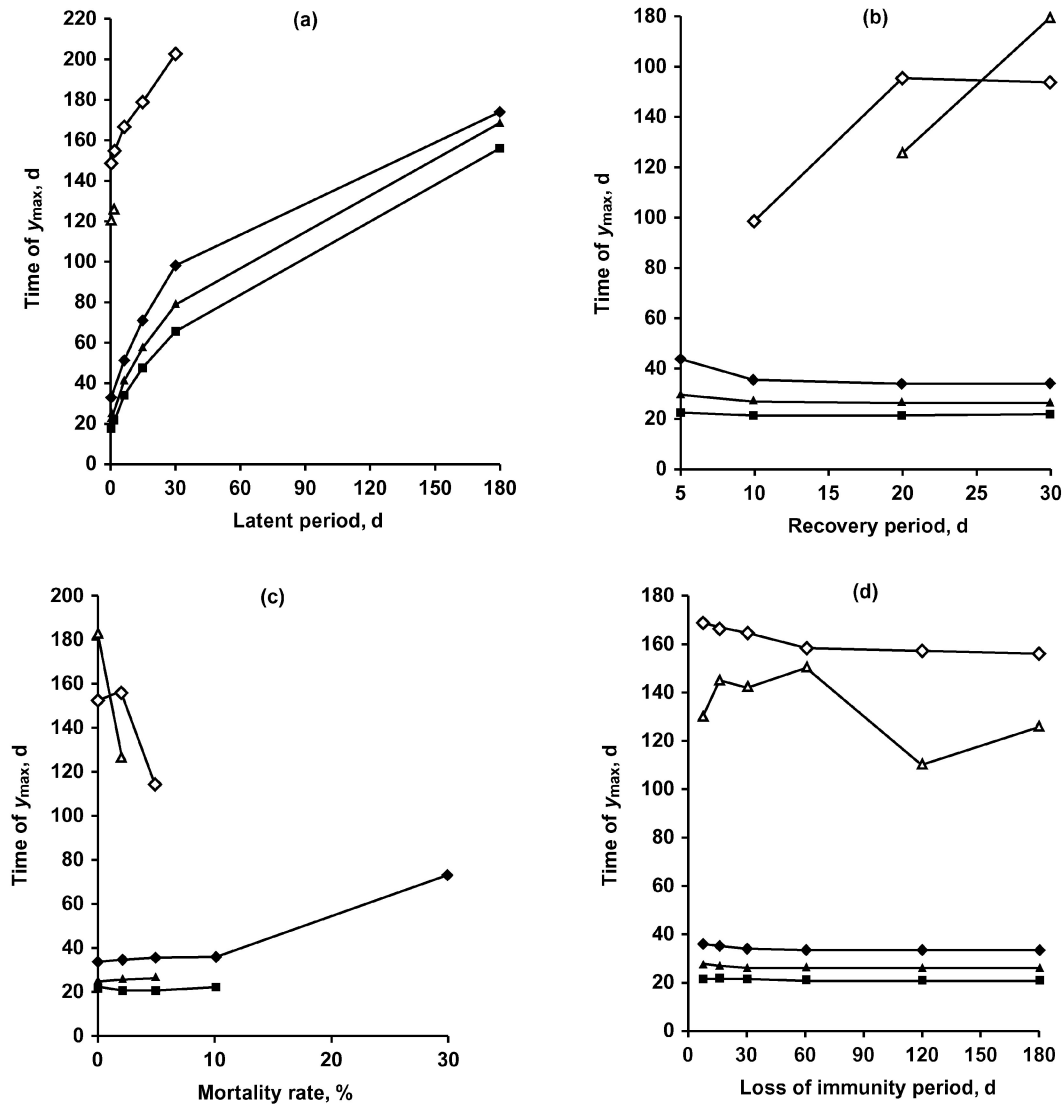 (a)
220
200
180
160
140
120
100
80
60
40
20
0
Time of ymax, d
0 30 60 90 120 150 180
Latent period, d
(b)
180
100
140
120
100
80
60
40
20
0
Time of ymax, d
5 10 15 20 25 30
Recovery period, d
(c)
200
180
160
140
120
100
80
60
40
20
0
Time of ymax, d
0 10 20 30
Mortality rate, %
(d)
180
160
140
120
100
80
60
40
20
0
Time of ymax, d
0 30 60 90 120 150 180
Loss of immunity period, d